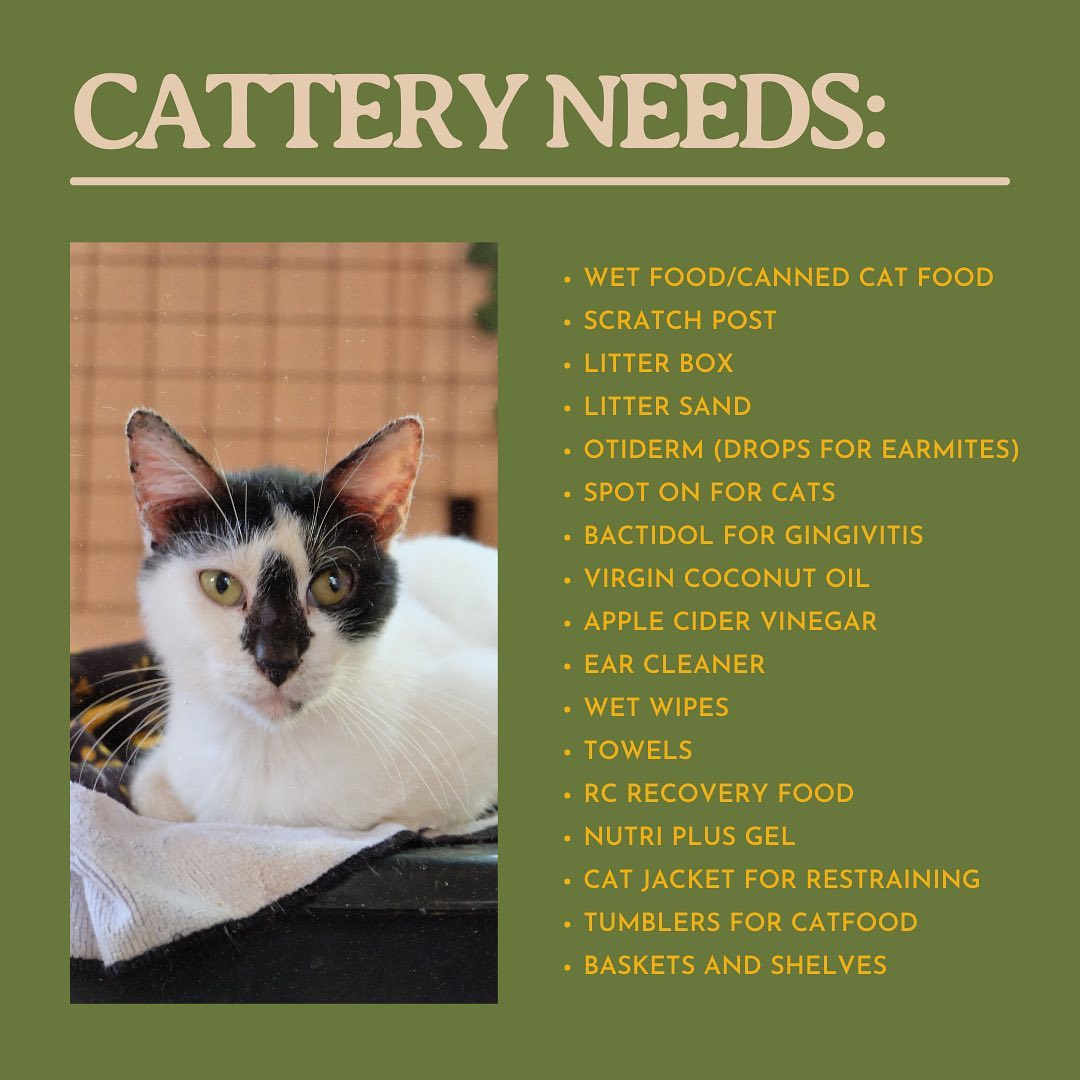 CATTERY NEEDS:
• WET FOOD/CANNED CAT FOOD
• SCRATCH POST
• LITTER BOX
• LITTER SAND
• OTIDERM (DROPS FOR EARMITES)
• SPOT ON FOR CATS
• BACTIDOL FOR GINGIVITIS
• VIRGIN COCONUT OIL
• APPLE CIDER VINEGAR
• EAR CLEANER
• WET WIPES
• TOWELS
• RC RECOVERY FOOD
• NUTRI PLUS GEL
• CAT JACKET FOR RESTRAINING
• TUMBLERS FOR CATFOOD
• BASKETS AND SHELVES